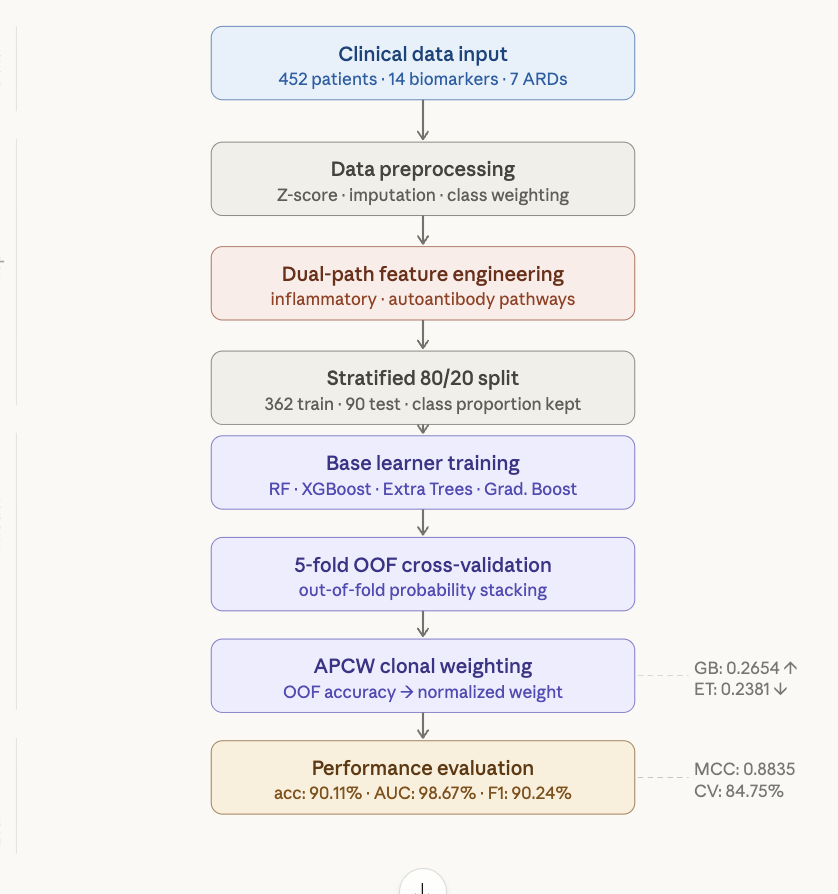 Clinical data input
452 patients · 14 biomarkers · 7 ARDs
Data preprocessing
Z-score · imputation · class weighting
Dual-path feature engineering
inflammatory · autoantibody pathways
Stratified 80/20 split
362 train · 90 test · class proportion kept
Base learner training
RF · XGBoost · Extra Trees · Grad. Boost
5-fold OOF cross-validation
out-of-fold probability stacking
APCW clonal weighting
OOF accuracy → normalized weight
GB: 0.2654 ↑
ET: 0.2381 ↓
Performance evaluation
acc: 90.11% · AUC: 98.67% · F1: 90.24%
MCC: 0.8835
CV: 84.75%